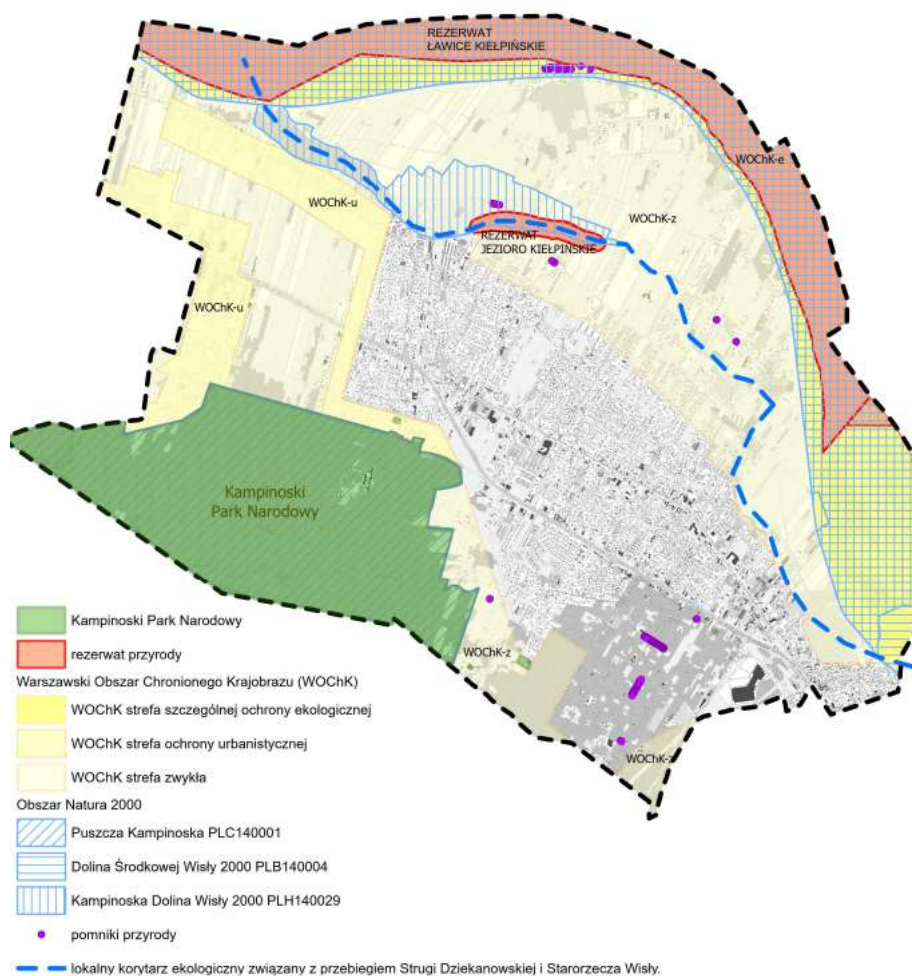 REZERWAT
ŁAWICE KIEŁPIŃSKIE
WOChK-e
WOChK-u
WOChK-z
REZERWAT
JEZIORO KIEŁPIŃSKIE
WOChK-u
Kampinoski
Park Narodowy
WOChK-z
WOChK-z
Kampinoski Park Narodowy
rezerwat przyrody
Warszawski Obszar Chronionego Krajobrazu (WOChK)
WOChK strefa szczególnej ochrony ekologicznej
WOChK strefa ochrony urbanistycznej
WOChK strefa zwykła
Obszar Natura 2000
Puszcza Kampinoska PLC140001
Dolina Środkowej Wisły 2000 PLB140004
Kampinoska Dolina Wisły 2000 PLH140029
pomniki przyrody
lokalny korytarz ekologiczny związany z przebiegiem Strugi Dziekanowskiej i Starorzecza Wisły.